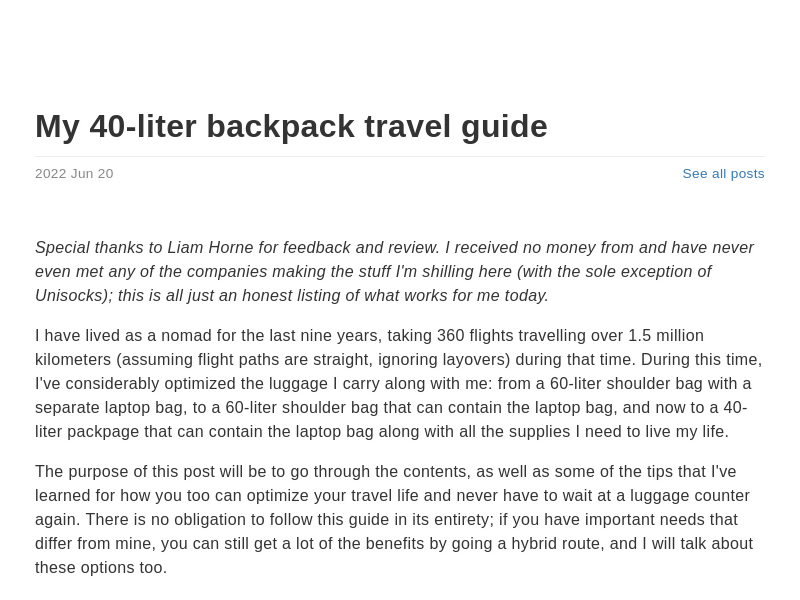 My 40-liter backpack travel guide
2022 Jun 20
See all posts
Special thanks to Liam Horne for feedback and review. I received no money from and have never
even met any of the companies making the stuff I'm shilling here (with the sole exception of
Unisocks); this is all just an honest listing of what works for me today.
I have lived as a nomad for the last nine years, taking 360 flights travelling over 1.5 million
kilometers (assuming flight paths are straight, ignoring layovers) during that time. During this time,
I've considerably optimized the luggage I carry along with me: from a 60-liter shoulder bag with a
separate laptop bag, to a 60-liter shoulder bag that can contain the laptop bag, and now to a 40-
liter packpage that can contain the laptop bag along with all the supplies I need to live my life.
The purpose of this post will be to go through the contents, as well as some of the tips that I've
learned for how you too can optimize your travel life and never have to wait at a luggage counter
again. There is no obligation to follow this guide in its entirety; if you have important needs that
differ from mine, you can still get a lot of the benefits by going a hybrid route, and I will talk about
these options too.